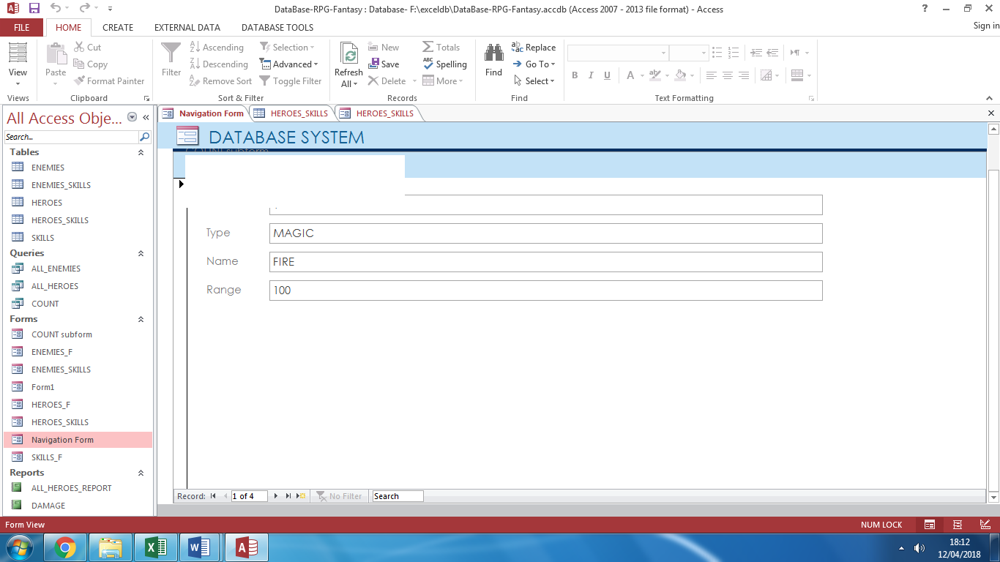 DataBase-RPG-Fantasy : Database- F:\exceldb\DataBase-RPG-Fantasy.accdb (Access 2007 - 2013 file format) - Access
FILE HOME CREATE EXTERNAL DATA DATABASE TOOLS Sign in
View
Views
Paste
Cut
Copy
Format Painter
Clipboard
Filter
Ascending
Descending
Remove Sort
Selection
Advanced
Toggle Filter
Sort & Filter
Refresh
All
New
Save
Delete
Totals
Spelling
More
Records
Find
Replace
Go To
Select
Find
B I U A
Text Formatting
All Access Obje...
Search...
Tables
ENEMIES
ENEMIES_SKILLS
HEROES
HEROES_SKILLS
SKILLS
Queries
ALL_ENEMIES
ALL_HEROES
COUNT
Forms
COUNT subform
ENEMIES_F
ENEMIES_SKILLS
Form1
HEROES_F
HEROES_SKILLS
Navigation Form
SKILLS_F
Reports
ALL_HEROES_REPORT
DAMAGE
Navigation Form HEROES_SKILLS HEROES_SKILLS
DATABASE SYSTEM
COUNT subform
Type MAGIC
Name FIRE
Range 100
Record: 1 of 4 No Filter Search
Form View NUM LOCK
18:12
12/04/2018